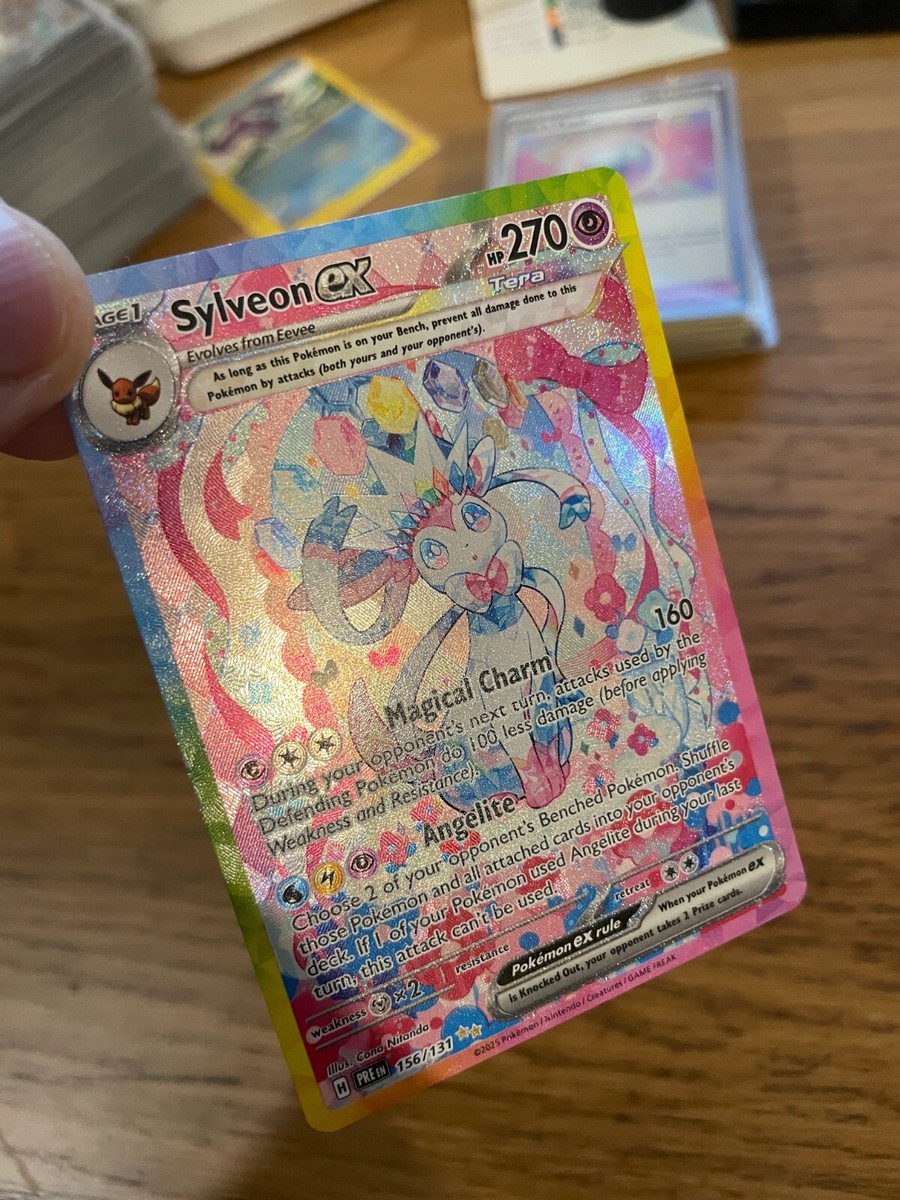 AGE1
Sylveon ex
HP 270
Evolves from Eevee
Tera
As long as this Pokémon is on your Bench, prevent all damage done to this
Pokémon by attacks (both yours and your opponent's).
Magical Charm 160
During your opponent's next turn, attacks used by the
Defending Pokémon do 100 less damage (before applying
Weakness and Resistance).
Angelite
Choose 2 of your opponent's Benched Pokémon. Shuffle
those Pokémon and all attached cards into your opponent's
deck. If 1 of your Pokémon used Angelite during your last
turn, this attack can't be used.
weakness ×2 resistance retreat
Pokémon ex rule When your Pokémon ex
is Knocked Out, your opponent takes 2 Prize cards.
Illus. Cona Nitanda
H PRE EN 156/131
©2025 Pokémon / Nintendo / Creatures / GAME FREAK